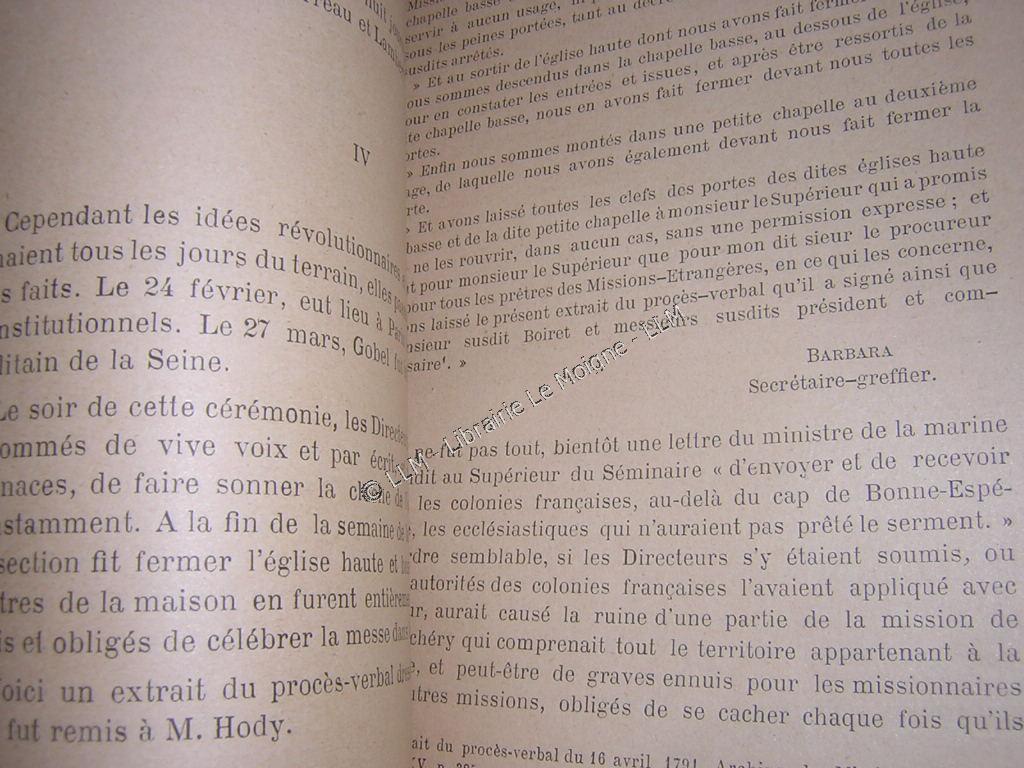 IV
Cependant les idées révolutionnaires
naient tous les jours du terrain, elles
s faits. Le 24 février, eut lieu à
nstitutionnels. Le 27 mars, Gobel
litain de la Seine.
Le soir de cette cérémonie, les
ommés de vive voix et par écrit,
naces, de faire sonner la cloche de
stamment. A la fin de la semaine
section fit fermer l'église haute et
tres de la maison en furent
is et obligés de célébrer la messe
oici un extrait du procès-verbal
fut remis à M. Hody.
chapelle basse
servir à aucun usage,
sous les peines portées, tant au
susdits arrêtés.
» Et au sortir de l'église haute dont nous avons fait
ous sommes descendus dans la chapelle basse, au dessous de l'église,
our en constater les entrées et issues, et après être ressortis de la
te chapelle basse, nous en avons fait fermer devant nous toutes les
ortes.
» Enfin nous sommes montés dans une petite chapelle au deuxième
age, de laquelle nous avons également devant nous fait fermer la
rte.
» Et avons laissé toutes les clefs des portes des dites églises haute
basse et de la dite petite chapelle à monsieur le Supérieur qui a promis
ne les rouvrir, dans aucun cas, sans une permission expresse ; et
t pour monsieur le Supérieur que pour mon dit sieur le procureur
pour tous les prêtres des Missions-Etrangères, en ce qui les concerne,
ons laissé le présent extrait du procès-verbal qu'il a signé ainsi que
nsieur susdit Boiret et messieurs susdits président et com-
saire¹. »
BARBARA
Secrétaire-greffier.
ne fut pas tout, bientôt une lettre du ministre de la marine
dit au Supérieur du Séminaire « d'envoyer et de recevoir
les colonies françaises, au-delà du cap de Bonne-Espé-
, les ecclésiastiques qui n'auraient pas prêté le serment. »
dre semblable, si les Directeurs s'y étaient soumis, ou
autorités des colonies françaises l'avaient appliqué avec
ur, aurait causé la ruine d'une partie de la mission de
chéry qui comprenait tout le territoire appartenant à la
e, et peut-être de graves ennuis pour les missionnaires
utres missions, obligés de se cacher chaque fois qu'ils
ait du procès-verbal du 16 avril 1791.
© LLM - Librairie Le Moigne - LLM